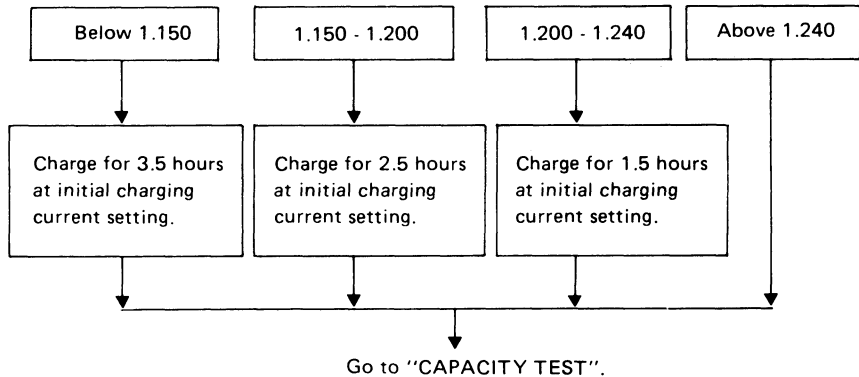 Below 1.150
1.150 - 1.200
1.200 - 1.240
Above 1.240
Charge for 3.5 hours
at initial charging
current setting.
Charge for 2.5 hours
at initial charging
current setting.
Charge for 1.5 hours
at initial charging
current setting.
Go to "CAPACITY TEST".